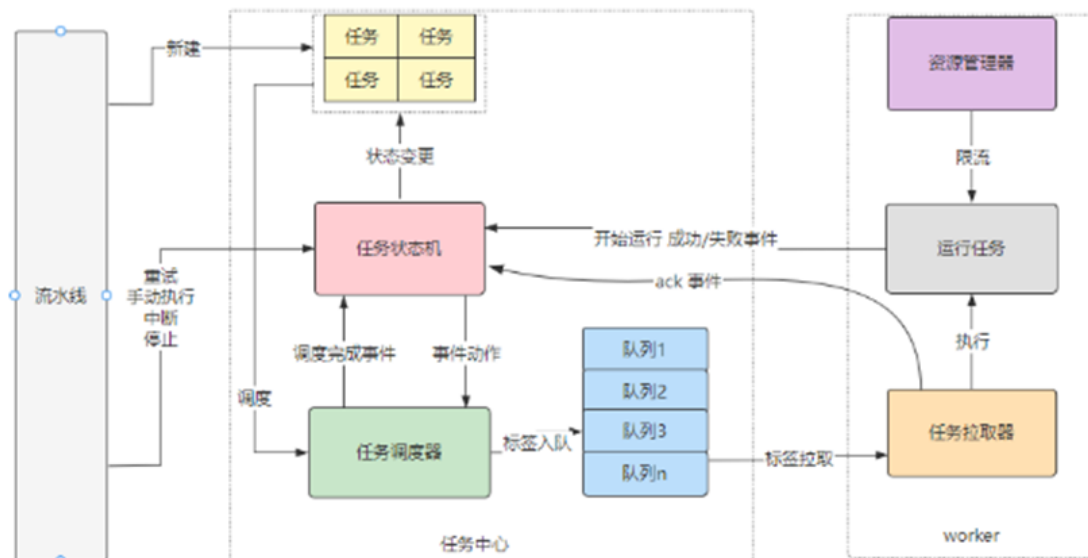 流水线
新建
重试
手动执行
中断
停止
任务
任务
任务
任务
状态变更
任务状态机
调度完成事件
事件动作
调度
任务调度器
标签入队
队列1
队列2
队列3
队列n
任务中心
开始运行 成功/失败事件
ack 事件
标签拉取
资源管理器
限流
运行任务
执行
任务拉取器
worker